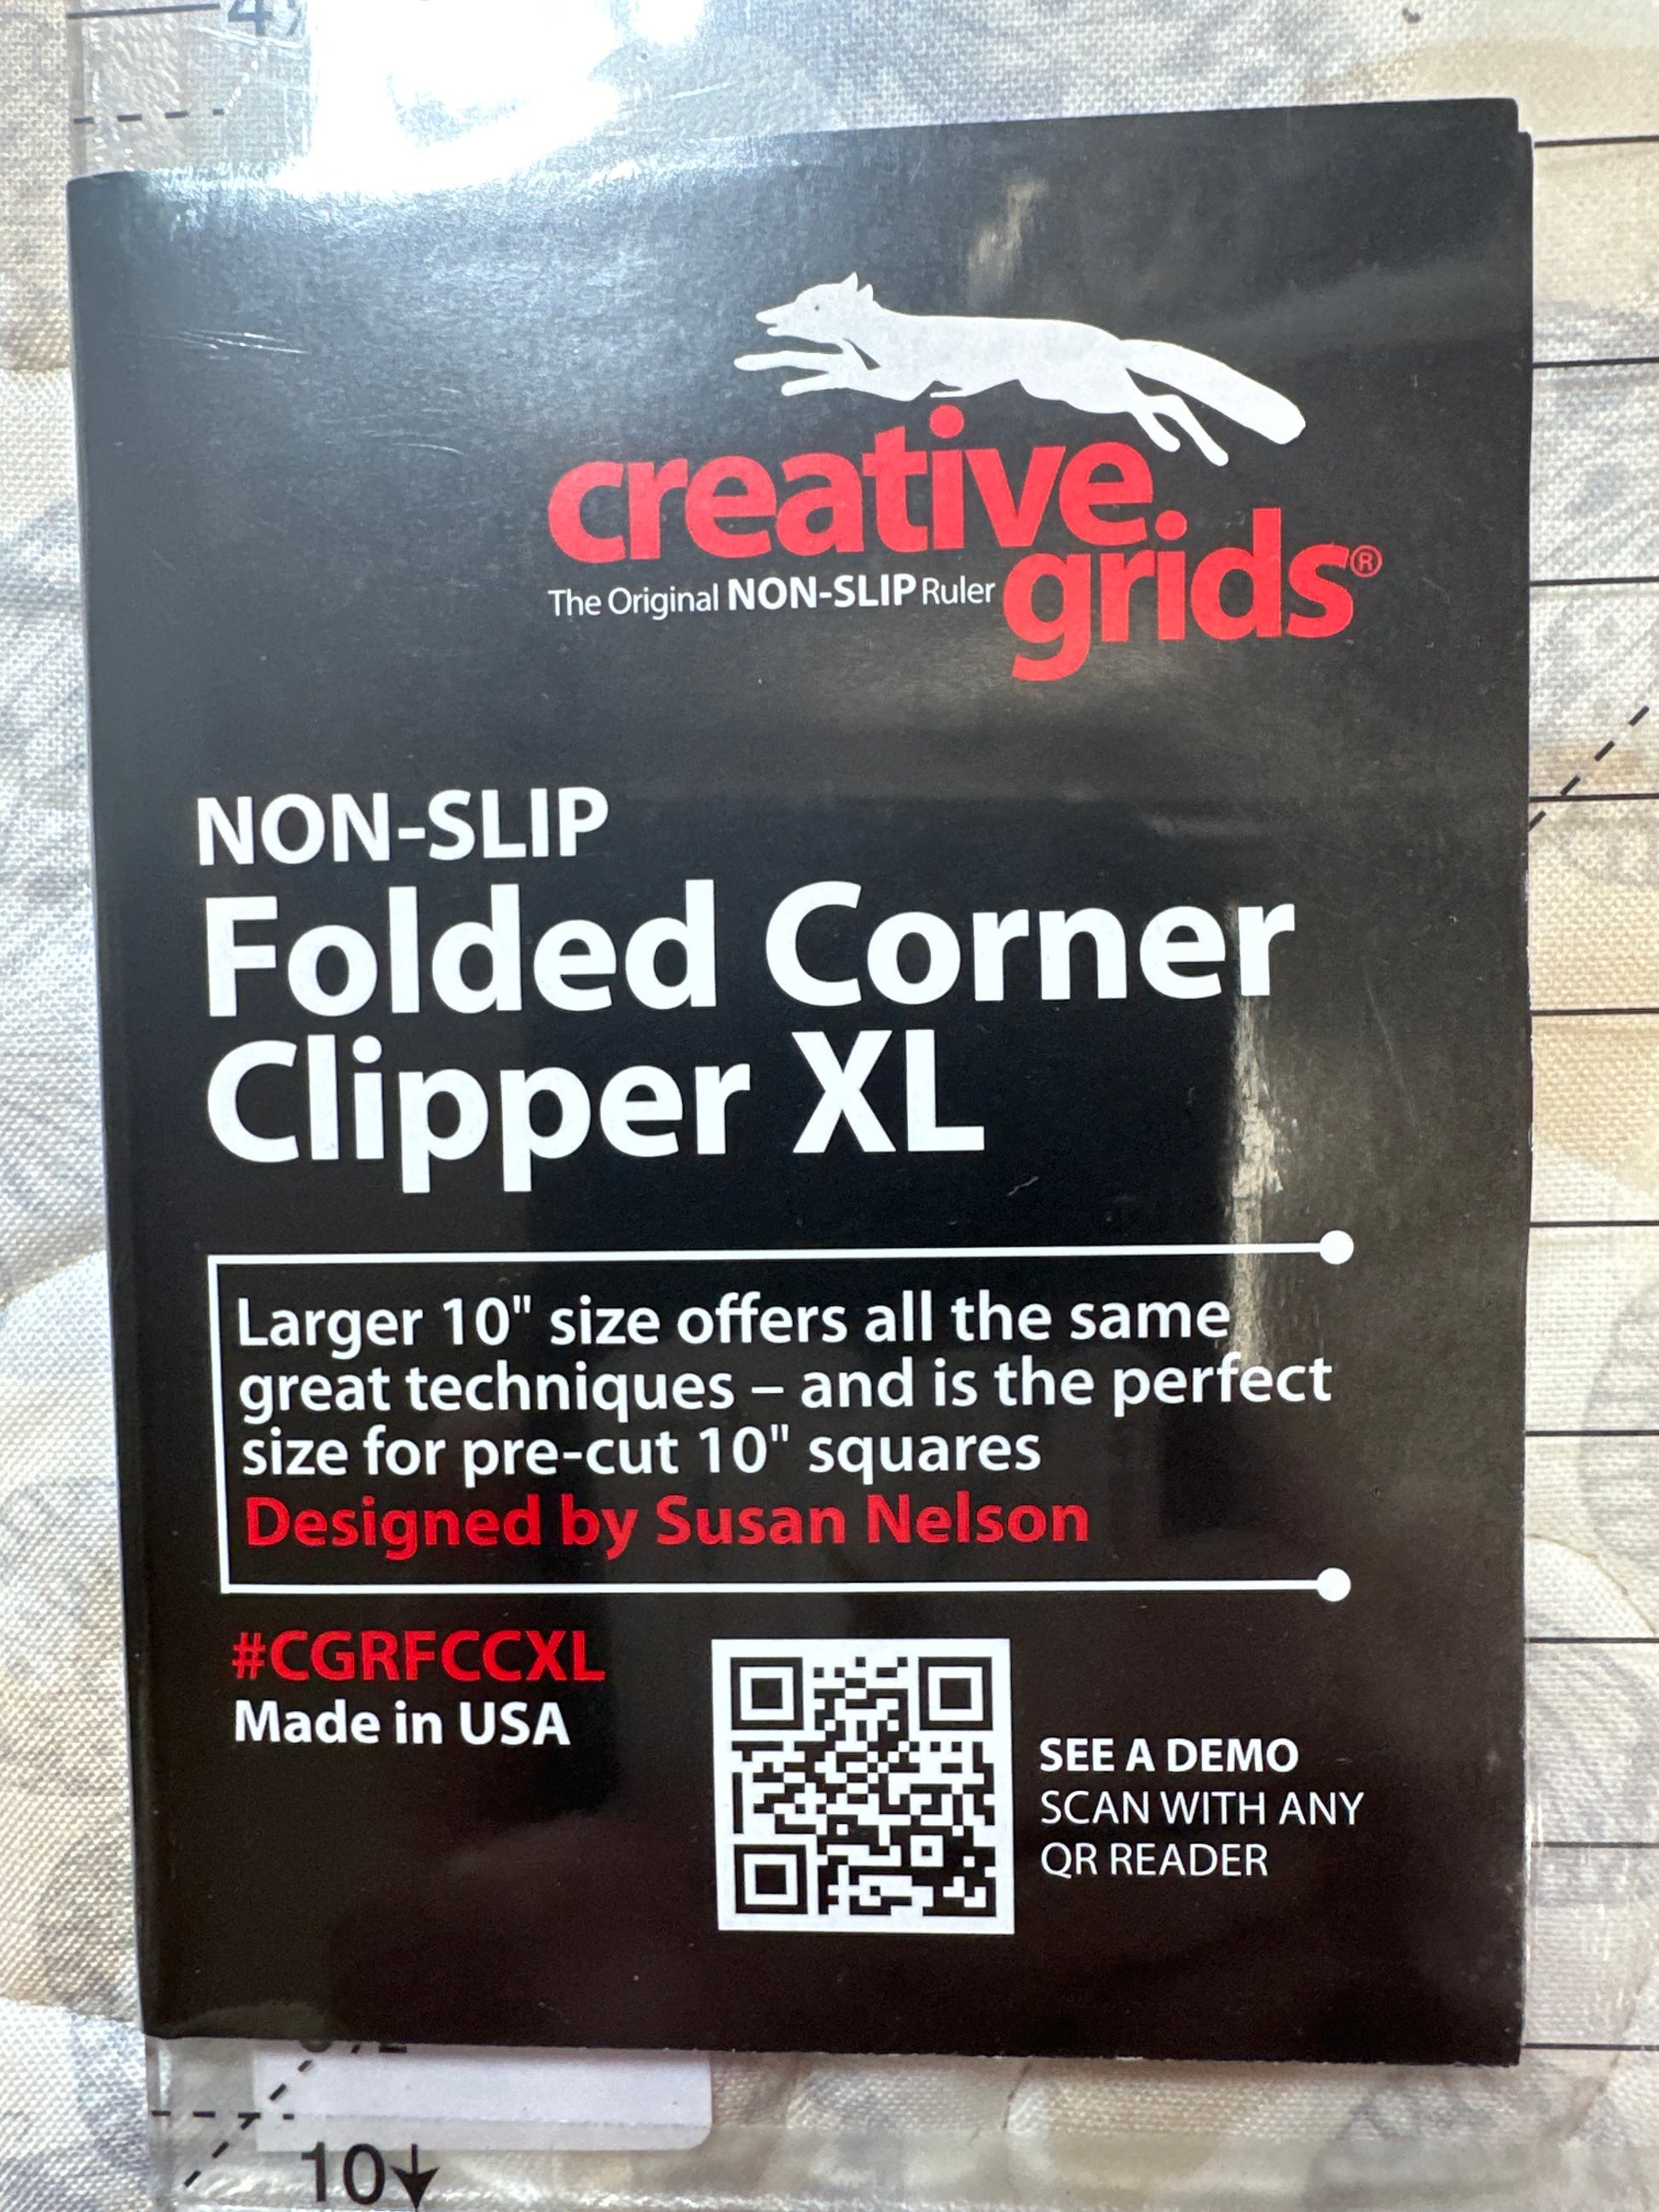 creative
grids®
The Original NON-SLIP Ruler
NON-SLIP
Folded Corner
Clipper XL
Larger 10" size offers all the same
great techniques – and is the perfect
size for pre-cut 10" squares
Designed by Susan Nelson
#CGRFCCXL
Made in USA
SEE A DEMO
SCAN WITH ANY
QR READER
10↓